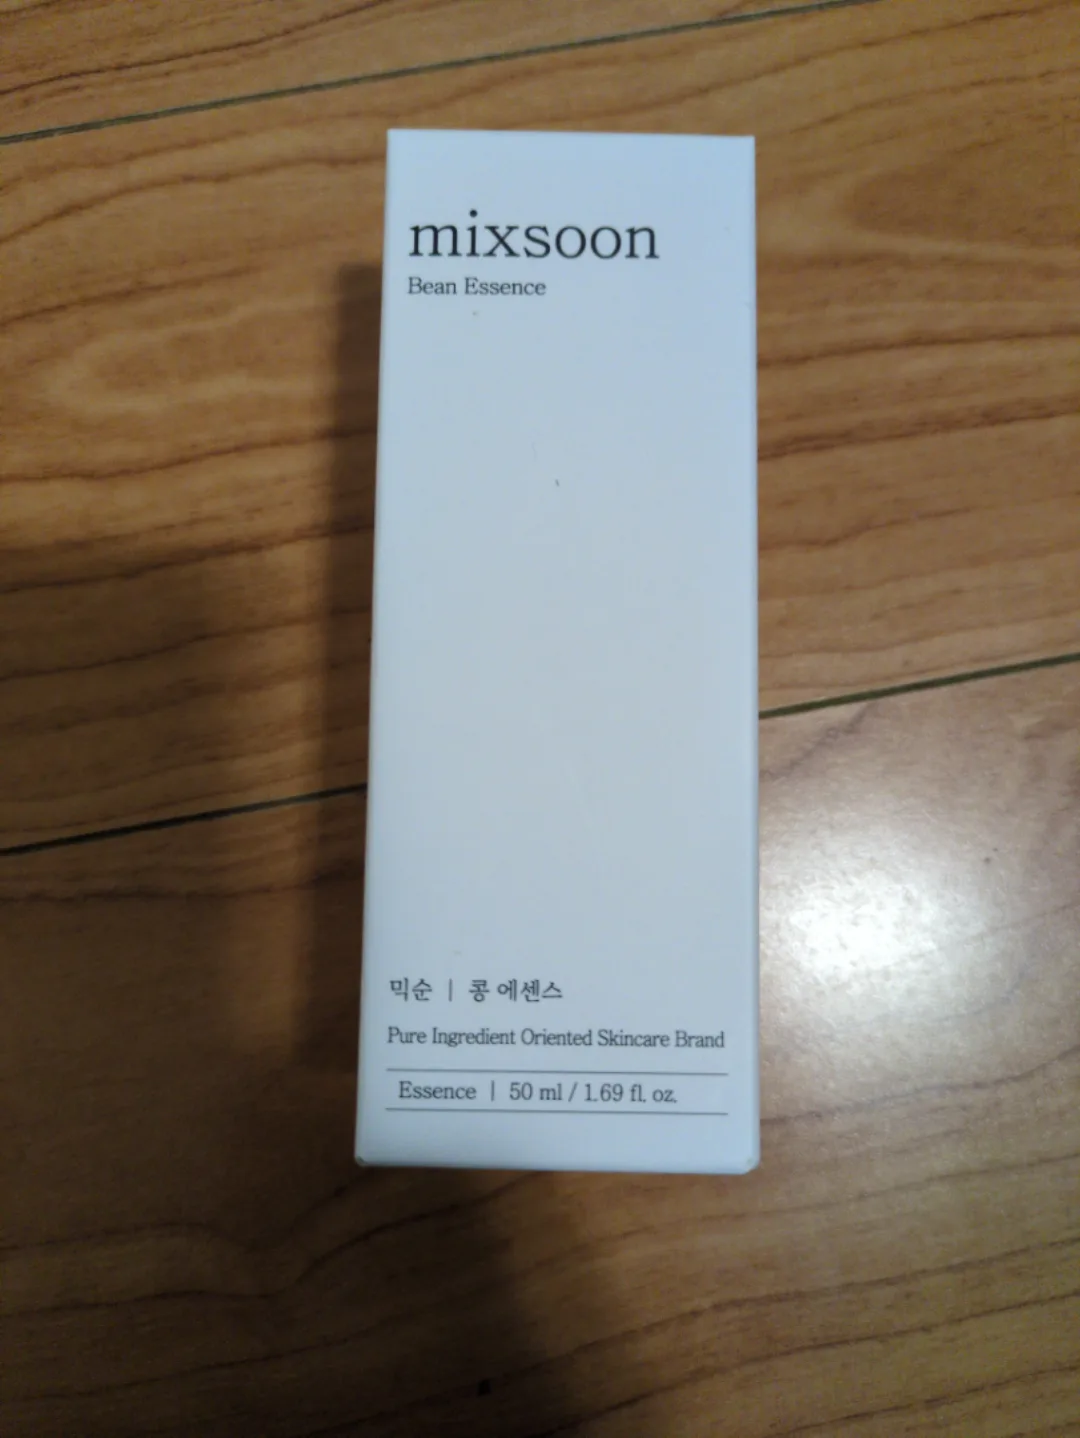 mixsoon
Bean Essence
믹순 | 콩 에센스
Pure Ingredient Oriented Skincare Brand
Essence | 50 ml / 1.69 fl. oz.